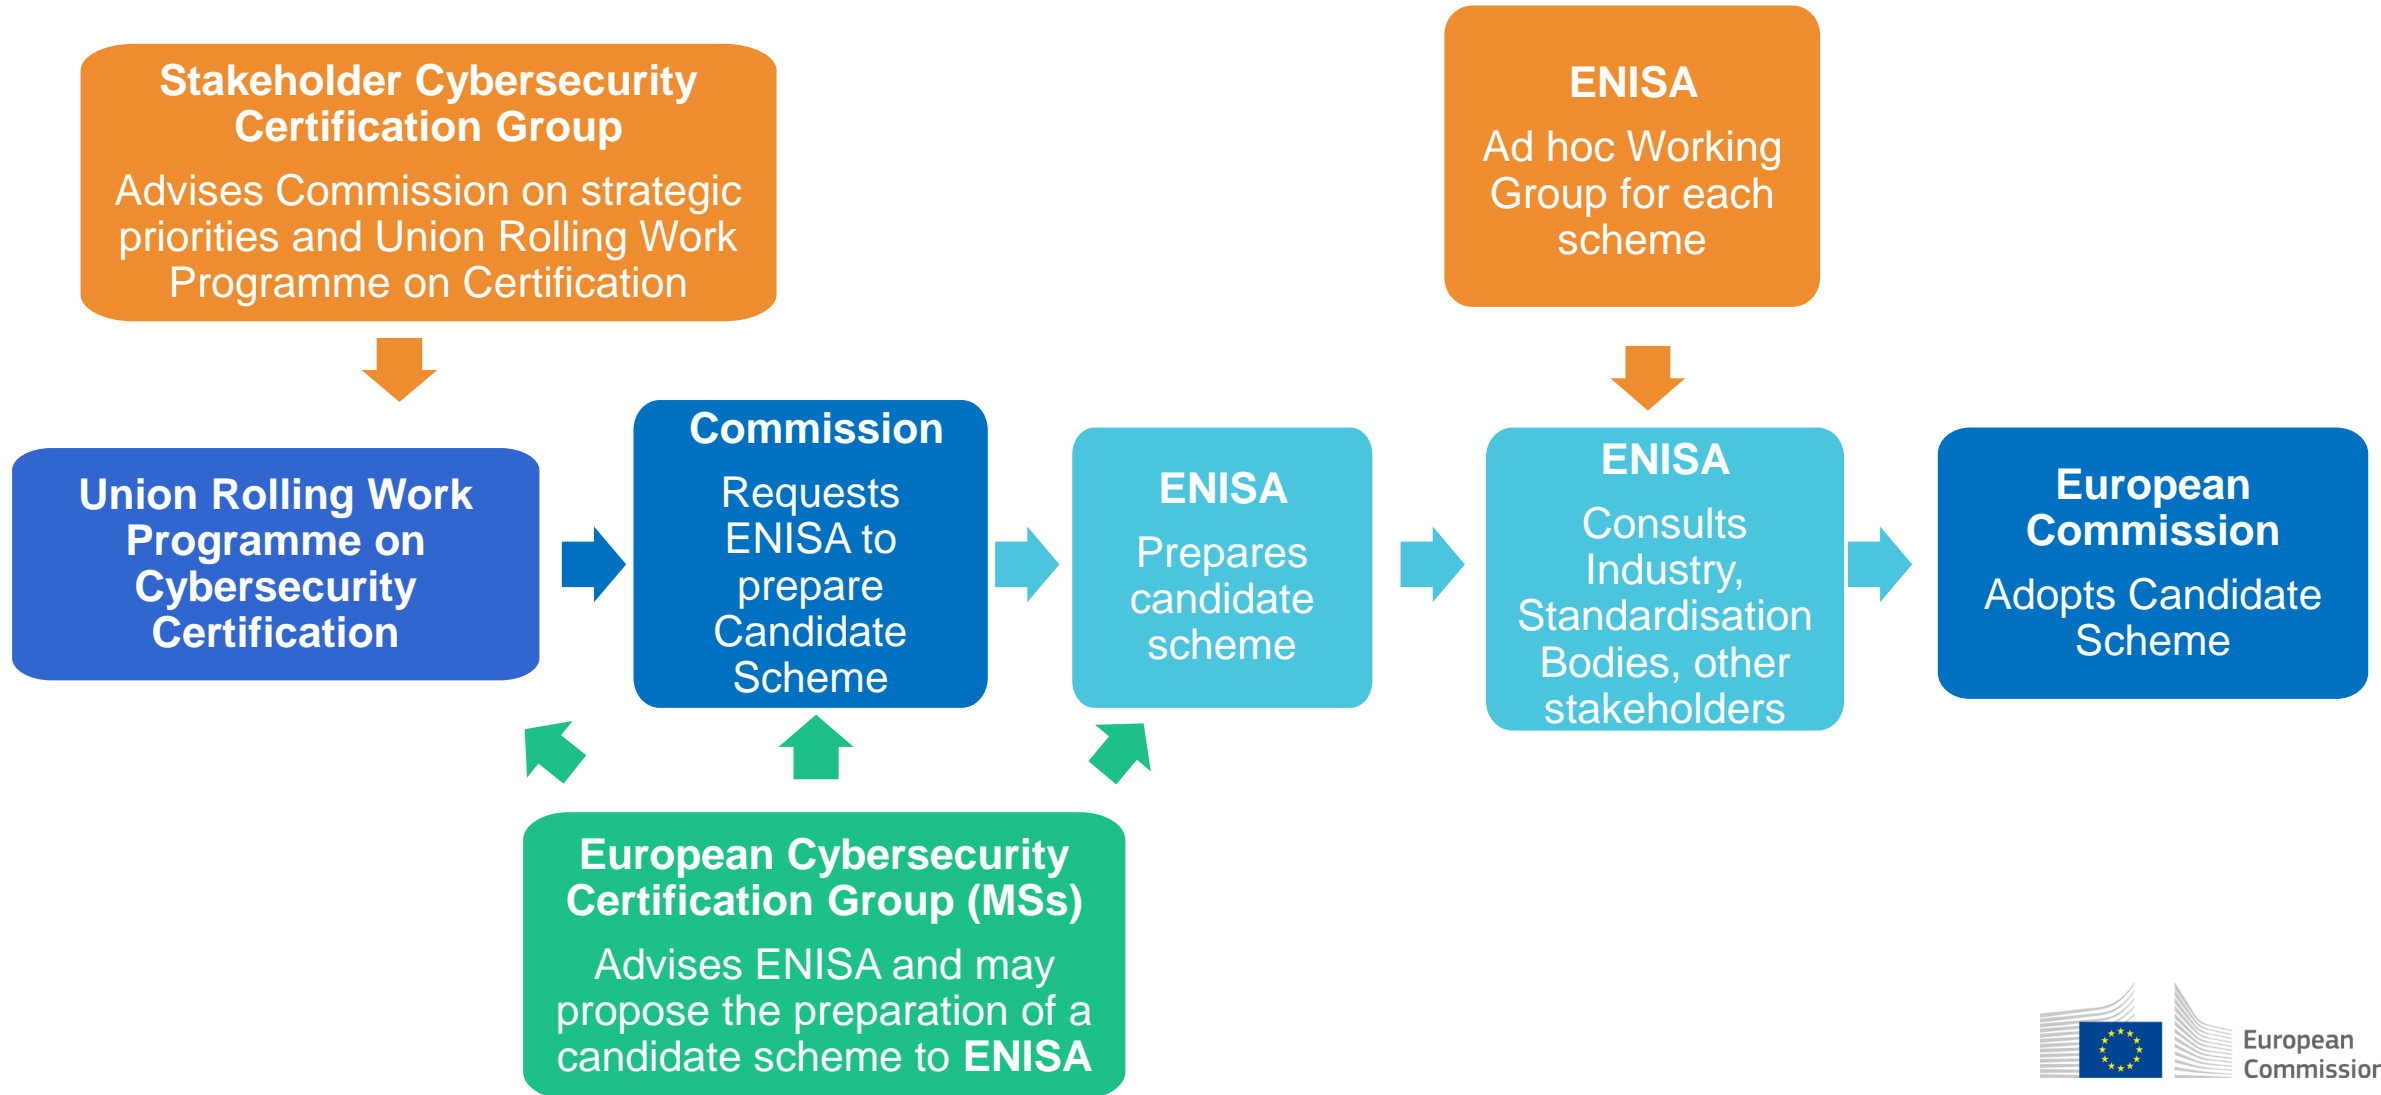 Stakeholder Cybersecurity
Certification Group
Advises Commission on strategic
priorities and Union Rolling Work
Programme on Certification
ENISA
Ad hoc Working
Group for each
scheme
Union Rolling Work
Programme on
Cybersecurity
Certification
Commission
Requests
ENISA to
prepare
Candidate
Scheme
ENISA
Prepares
candidate
scheme
ENISA
Consults
Industry,
Standardisation
Bodies, other
stakeholders
European
Commission
Adopts Candidate
Scheme
European Cybersecurity
Certification Group (MSs)
Advises ENISA and may
propose the preparation of a
candidate scheme to ENISA
European
Commission